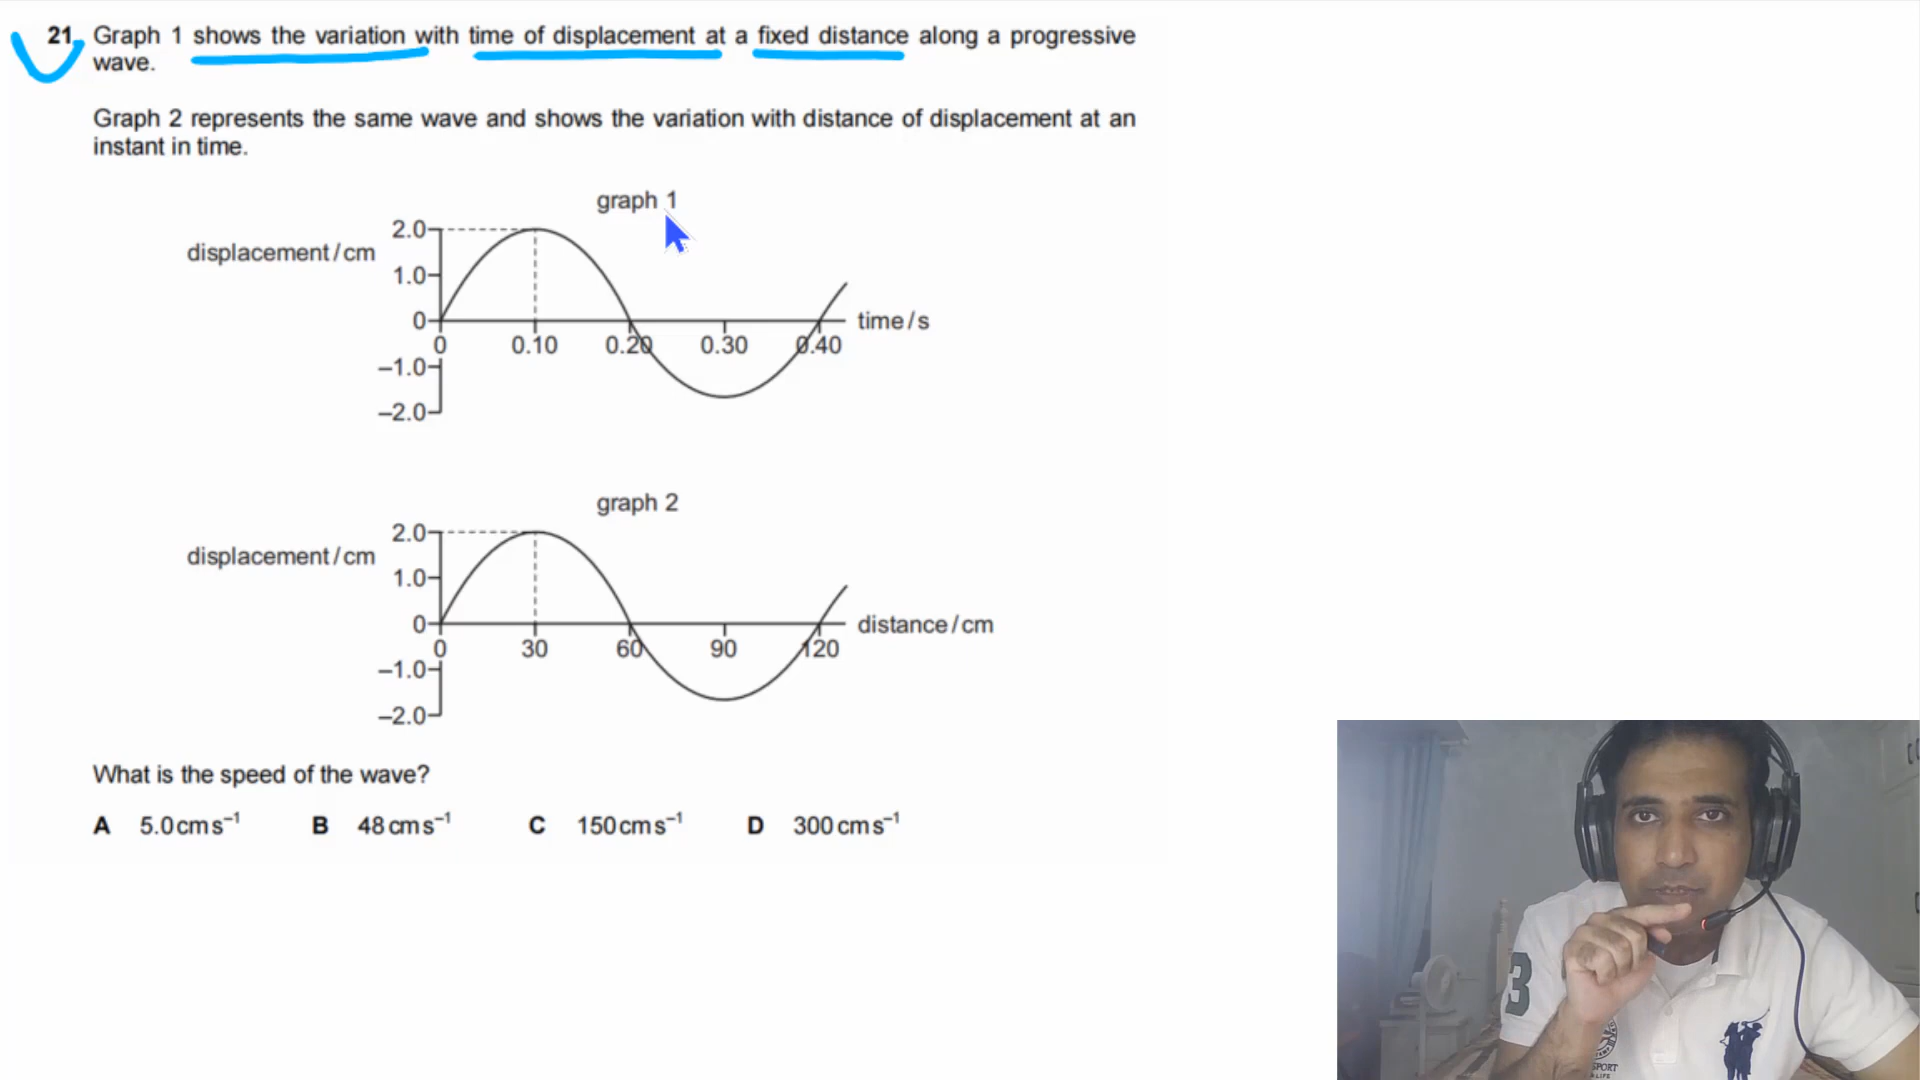 21 Graph 1 shows the variation with time of displacement at a fixed distance along a progressive
wave.
Graph 2 represents the same wave and shows the variation with distance of displacement at an
instant in time.
graph 1
displacement/cm
2.0
1.0
0
–1.0
–2.0
0 0.10 0.20 0.30 0.40
time/s
graph 2
displacement/cm
2.0
1.0
0
–1.0
–2.0
0 30 60 90 120
distance/cm
What is the speed of the wave?
A 5.0 cm s⁻¹ B 48 cm s⁻¹ C 150 cm s⁻¹ D 300 cm s⁻¹
3